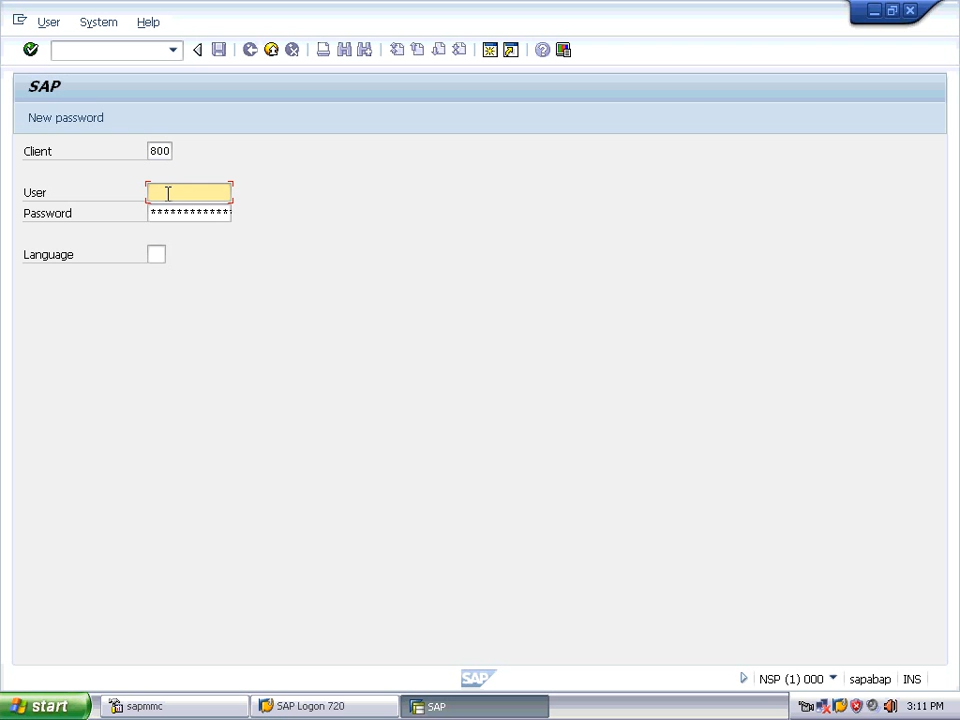 User System Help
SAP
New password
Client 800
User
Password ************
Language
SAP NSP (1) 000 sapabap INS
start sapmmc SAP Logon 720 SAP 3:11 PM